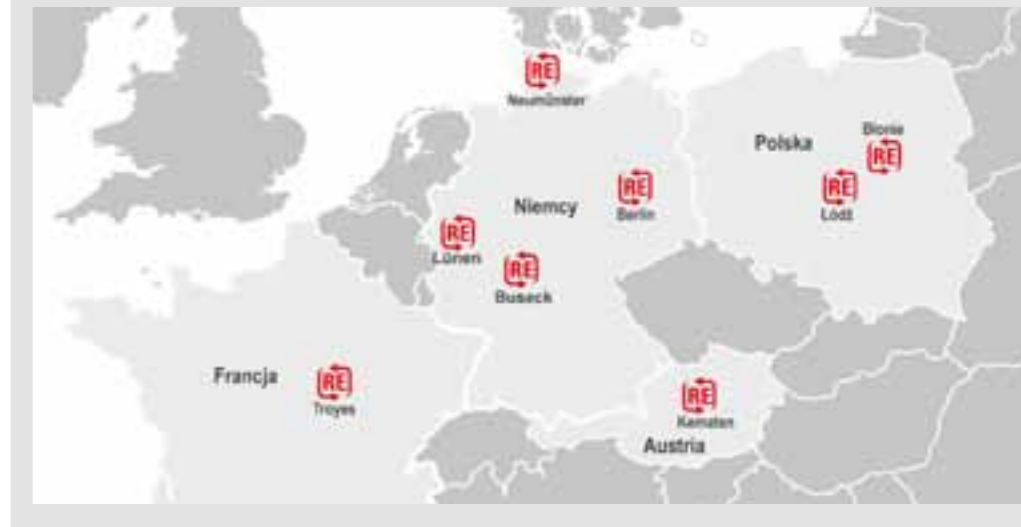 RE
Neumünster
Polska
Błonie
RE
RE
Łódź
Niemcy
RE
Berlin
RE
Lünen
RE
Buseck
Francja
RE
Troyes
RE
Kematen
Austria